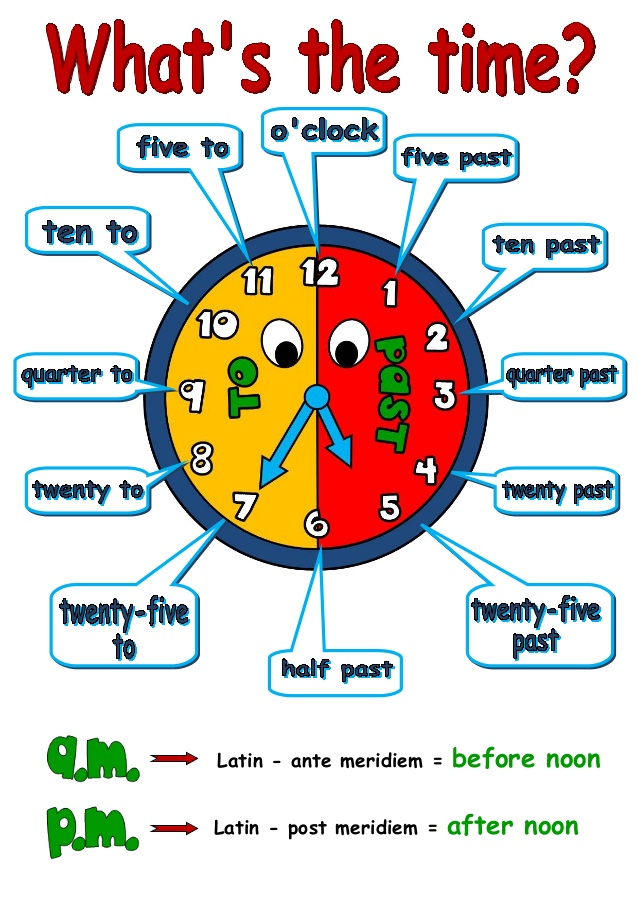 What's the time?
o'clock
five to
five past
ten to
ten past
11
12
1
10
2
TO
PAST
quarter to
9
3
quarter past
8
4
twenty to
twenty past
7
6
5
twenty-five
to
twenty-five
past
half past
a.m.
Latin - ante meridiem = before noon
p.m.
Latin - post meridiem = after noon